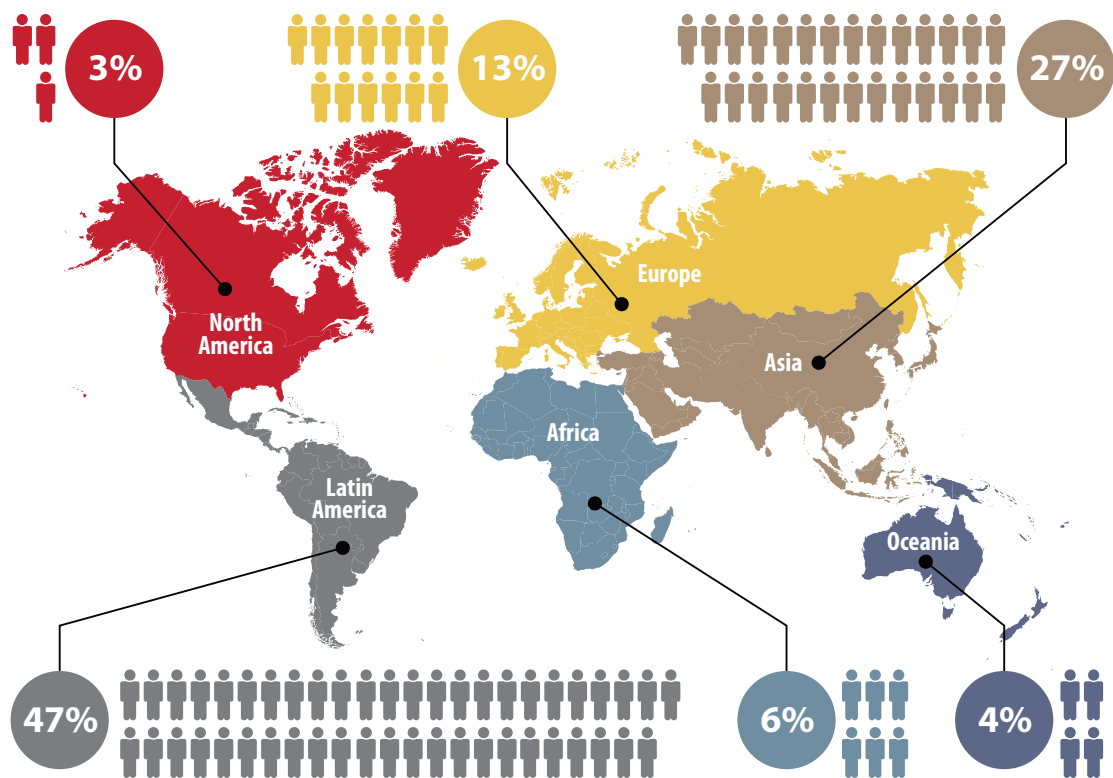 3%
13%
27%
Europe
North
America
Asia
Africa
Latin
America
Oceania
47%
6%
4%